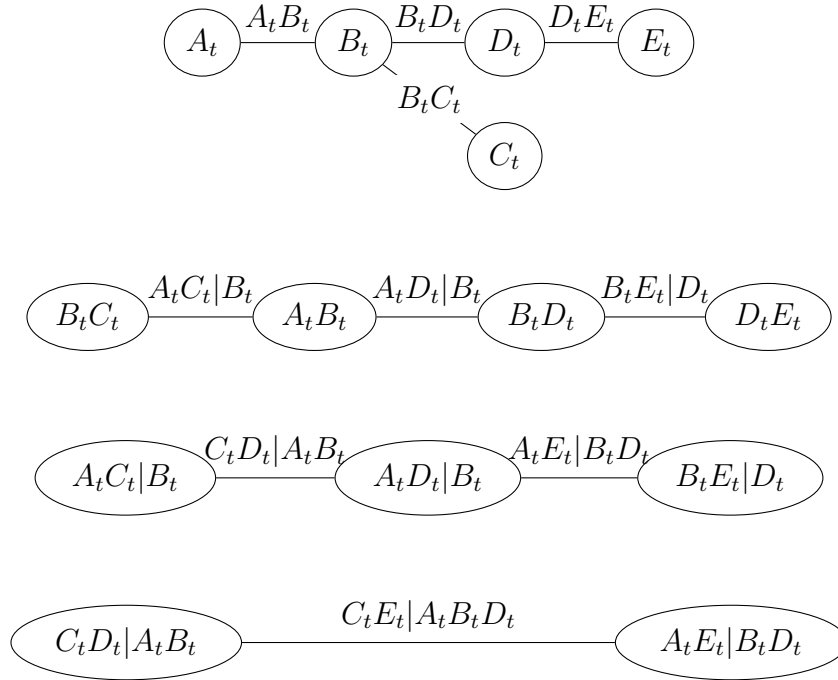 A_t A_tB_t B_t B_tD_t D_t D_tE_t E_t
B_tC_t
C_t
B_tC_t A_tC_t|B_t A_tB_t A_tD_t|B_t B_tD_t B_tE_t|D_t D_tE_t
A_tC_t|B_t C_tD_t|A_tB_t A_tD_t|B_t A_tE_t|B_tD_t B_tE_t|D_t
C_tD_t|A_tB_t C_tE_t|A_tB_tD_t A_tE_t|B_tD_t